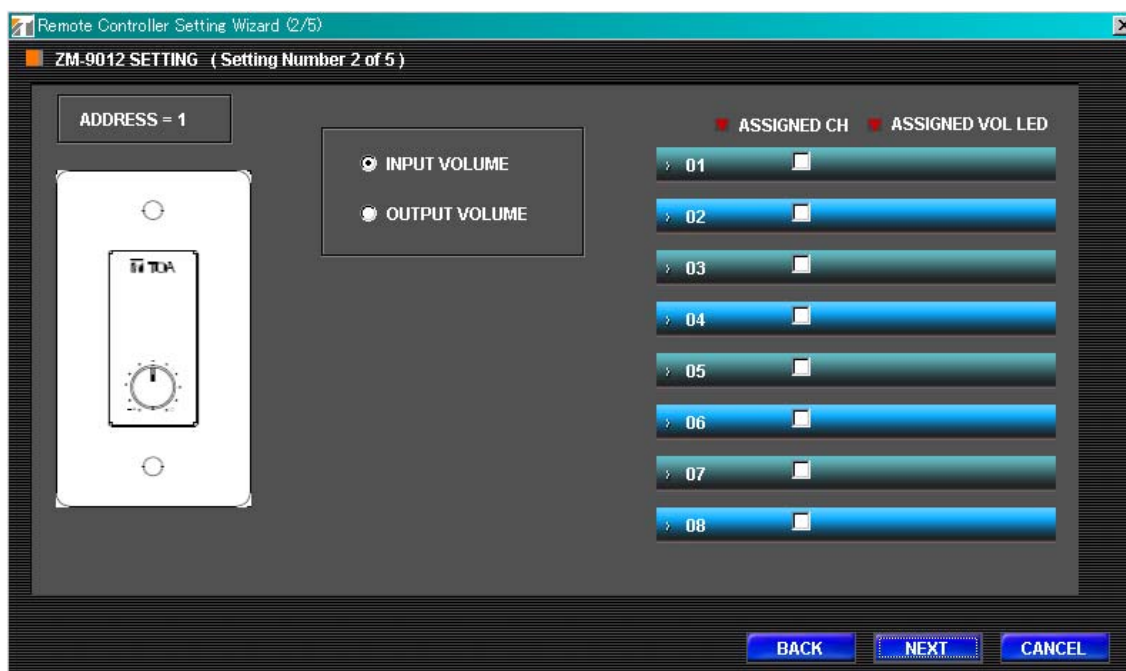 Remote Controller Setting Wizard (2/5)
ZM-9012 SETTING ( Setting Number 2 of 5 )
ADDRESS = 1
TOA
INPUT VOLUME
OUTPUT VOLUME
ASSIGNED CH ASSIGNED VOL LED
01
02
03
04
05
06
07
08
BACK NEXT CANCEL